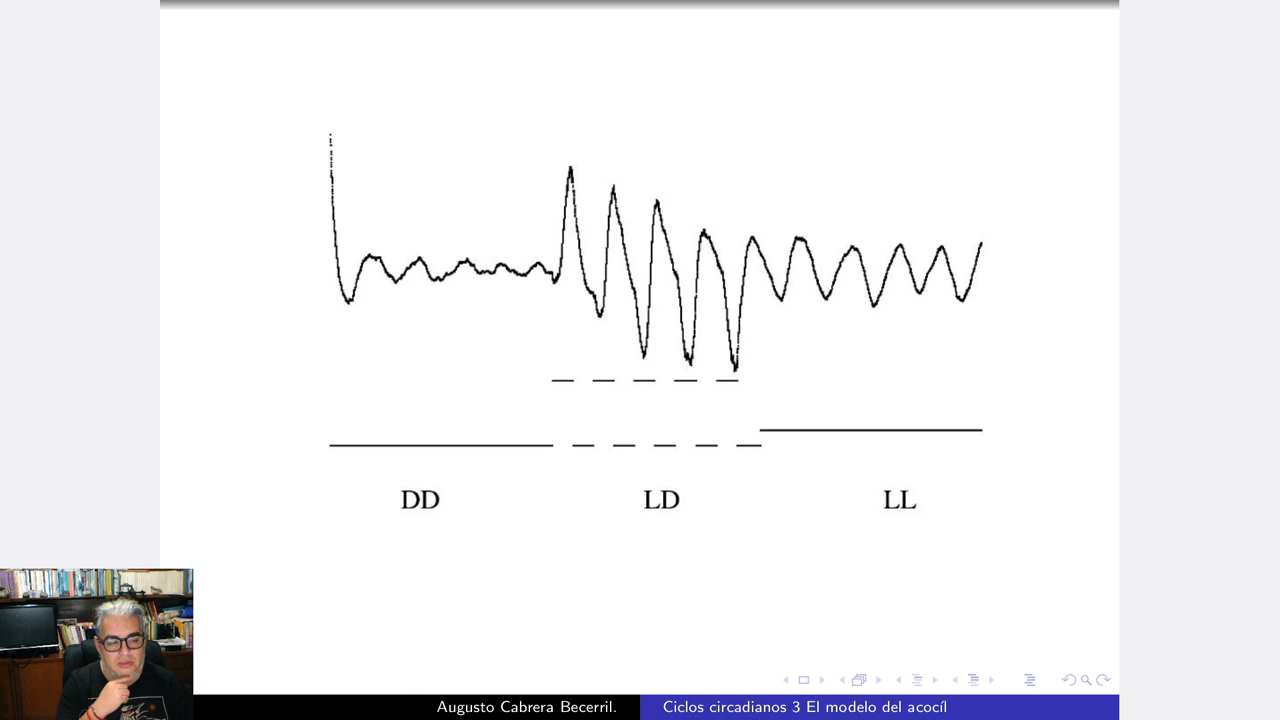 DD LD LL
Augusto Cabrera Becerril. Ciclos circadianos 3 El modelo del acocíl